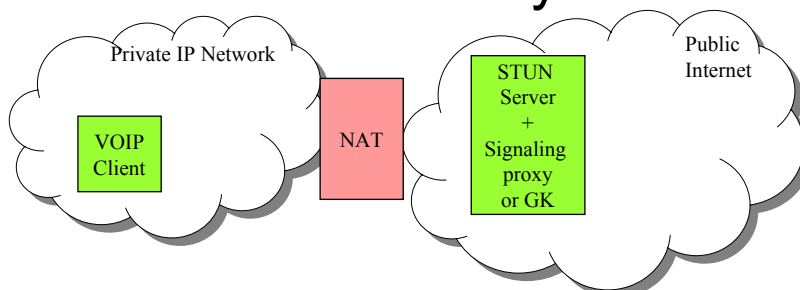 Private IP Network
Public
Internet
VOIP
Client
NAT
STUN
Server
+
Signaling
proxy
or GK